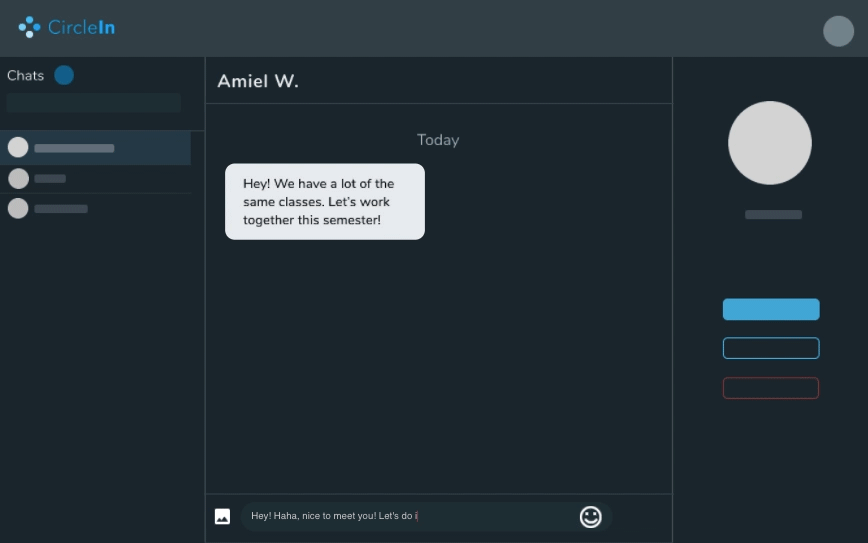 CircleIn
Chats
Amiel W.
Today
Hey! We have a lot of the
same classes. Let's work
together this semester!
Hey! Haha, nice to meet you! Let's do i